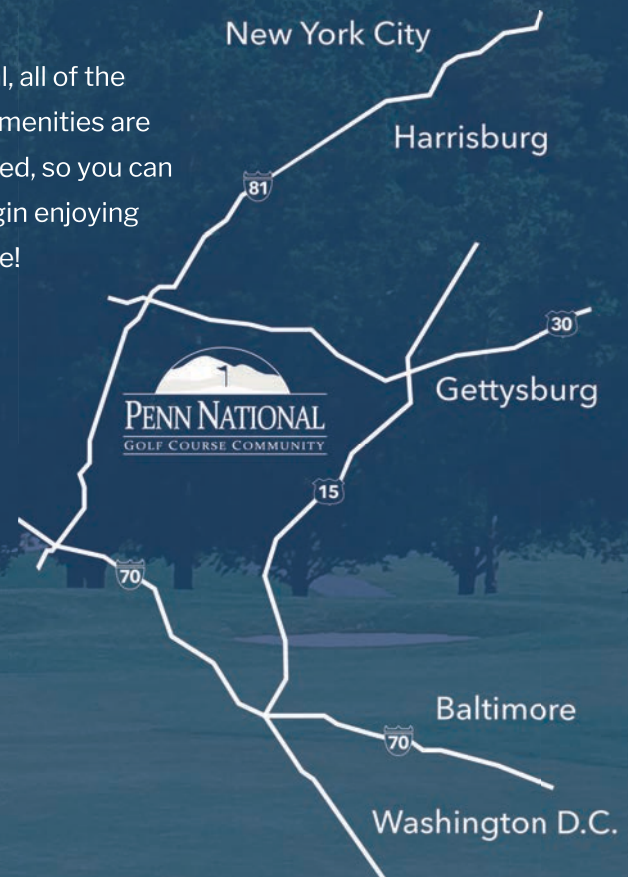 New York City
l, all of the
menities are
ed, so you can
gin enjoying
e!
Harrisburg
81
30
Gettysburg
PENN NATIONAL
GOLF COURSE COMMUNITY
15
70
Baltimore
70
Washington D.C.